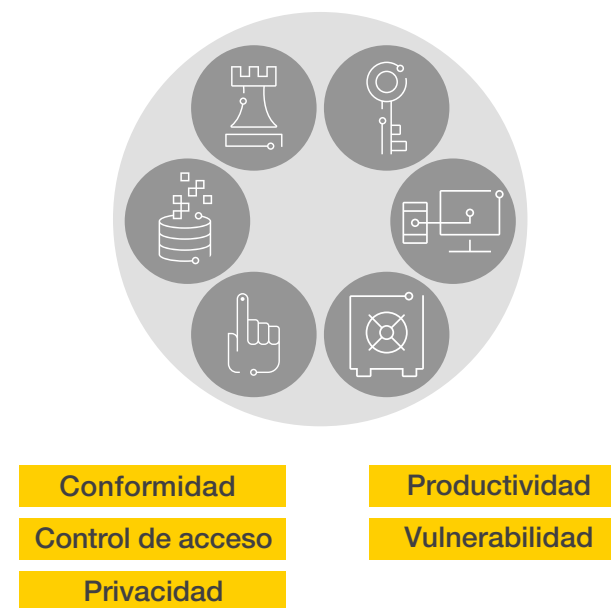 Conformidad
Control de acceso
Privacidad
Productividad
Vulnerabilidad